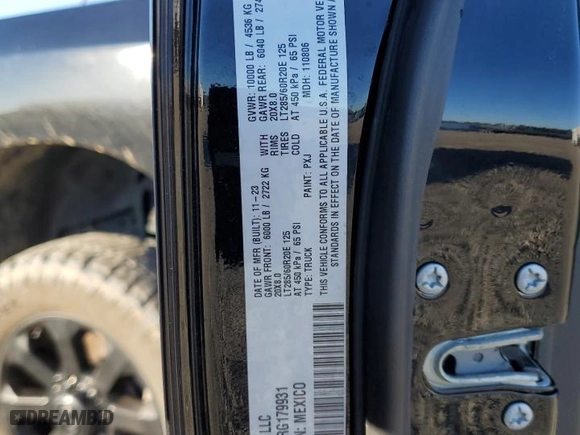 LLC
DATE OF MFR (BUILT): 11-23 GVWR: 10000 LB / 4536 KG
GAWR FRONT: 6000 LB / 2722 KG WITH GAWR REAR: 6040 LB
20X8.0 RIMS 20X8.0
LT285/60R20E 125 TIRES LT285/60R20E 125
AT 450 kPa / 65 PSI COLD AT 450 kPa / 65 PSI
RG179931 TYPE: TRUCK PAINT: PXJ MDH: 110806
MEXICO THIS VEHICLE CONFORMS TO ALL APPLICABLE U.S.A. FEDERAL MOTOR
STANDARDS IN EFFECT ON THE DATE OF MANUFACTURE SHOWN
AUTOHELPERBOT.COM